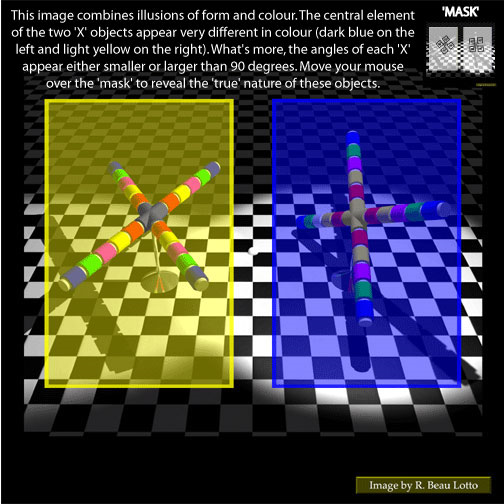 This image combines illusions of form and colour. The central element
of the two 'X' objects appear very different in colour (dark blue on the
left and light yellow on the right). What's more, the angles of each 'X'
appear either smaller or larger than 90 degrees. Move your mouse
over the 'mask' to reveal the 'true' nature of these objects.
'MASK'
Image by R. Beau Lotto